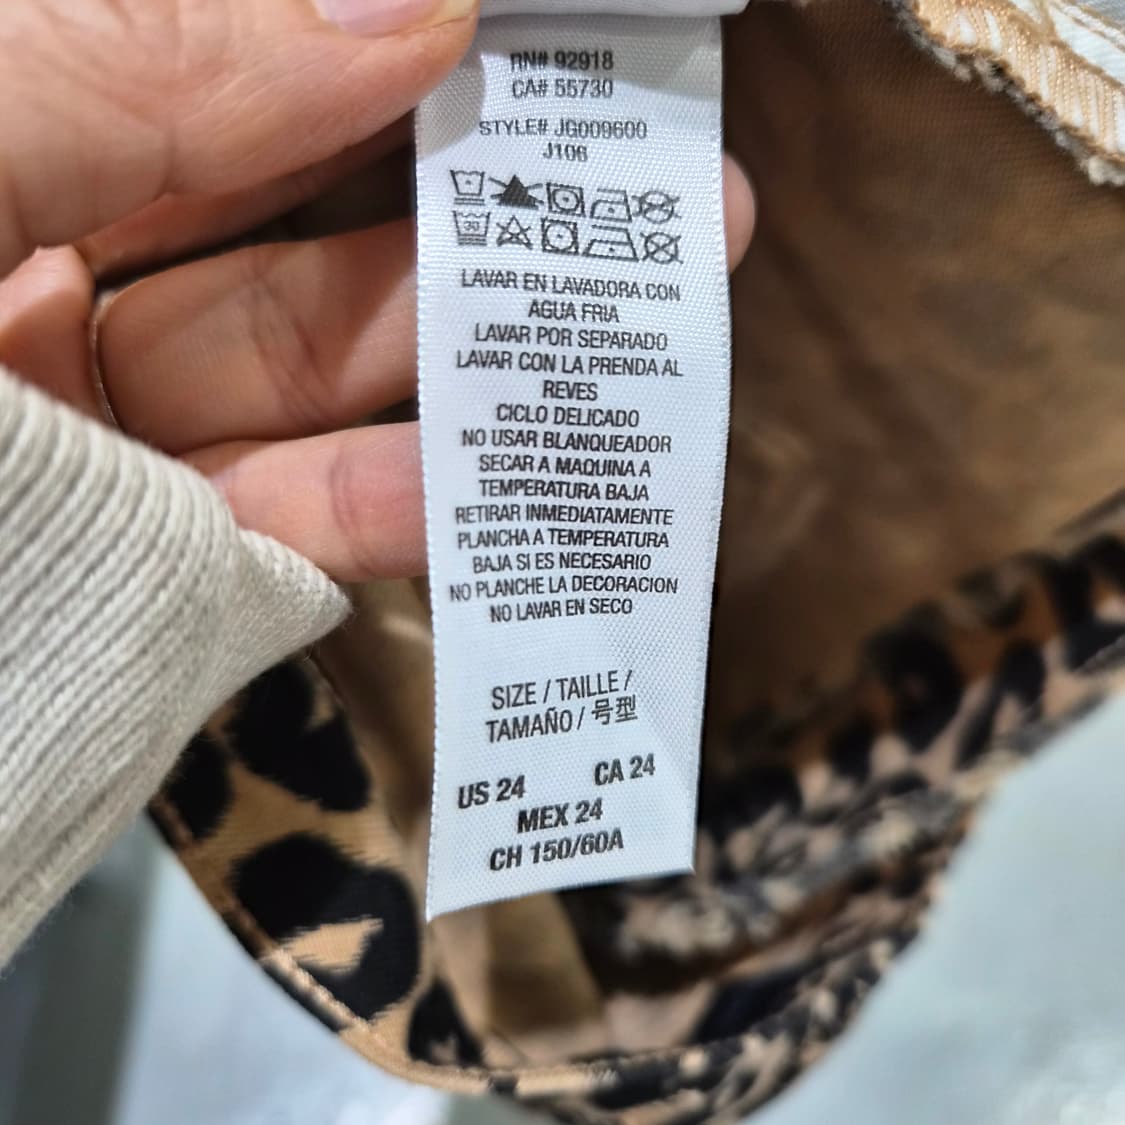 RN# 92918
CA# 55730
STYLE# JG009600
J106
30
LAVAR EN LAVADORA CON
AGUA FRIA
LAVAR POR SEPARADO
LAVAR CON LA PRENDA AL
REVES
CICLO DELICADO
NO USAR BLANQUEADOR
SECAR A MAQUINA A
TEMPERATURA BAJA
RETIRAR INMEDIATAMENTE
PLANCHA A TEMPERATURA
BAJA SI ES NECESARIO
NO PLANCHE LA DECORACION
NO LAVAR EN SECO
SIZE / TAILLE /
TAMAÑO / 号型
US 24 CA 24
MEX 24
CH 150/60A